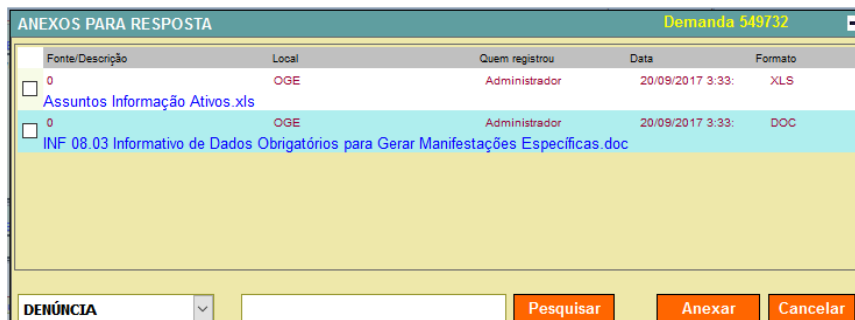 ANEXOS PARA RESPOSTA Demanda 549732
Fonte/Descrição Local Quem registrou Data Formato
0 OGE Administrador 20/09/2017 3:33: XLS
Assuntos Informação Ativos.xls
0 OGE Administrador 20/09/2017 3:33: DOC
INF 08.03 Informativo de Dados Obrigatórios para Gerar Manifestações Específicas.doc
DENÚNCIA Pesquisar Anexar Cancelar